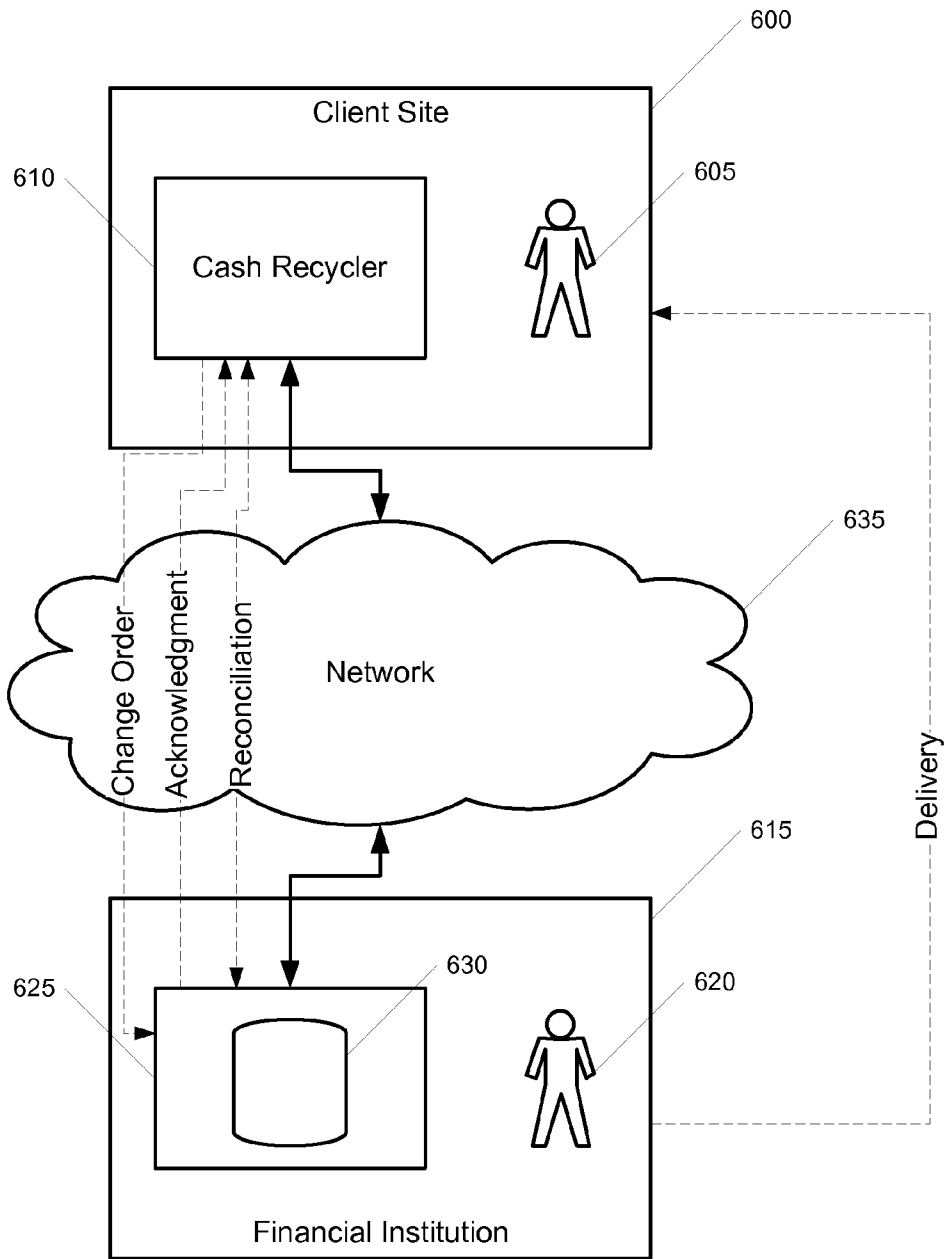 600
Client Site
610
605
Cash Recycler
635
Change Order
Acknowledgment
Reconciliation
Network
Delivery
615
630
625
620
Financial Institution